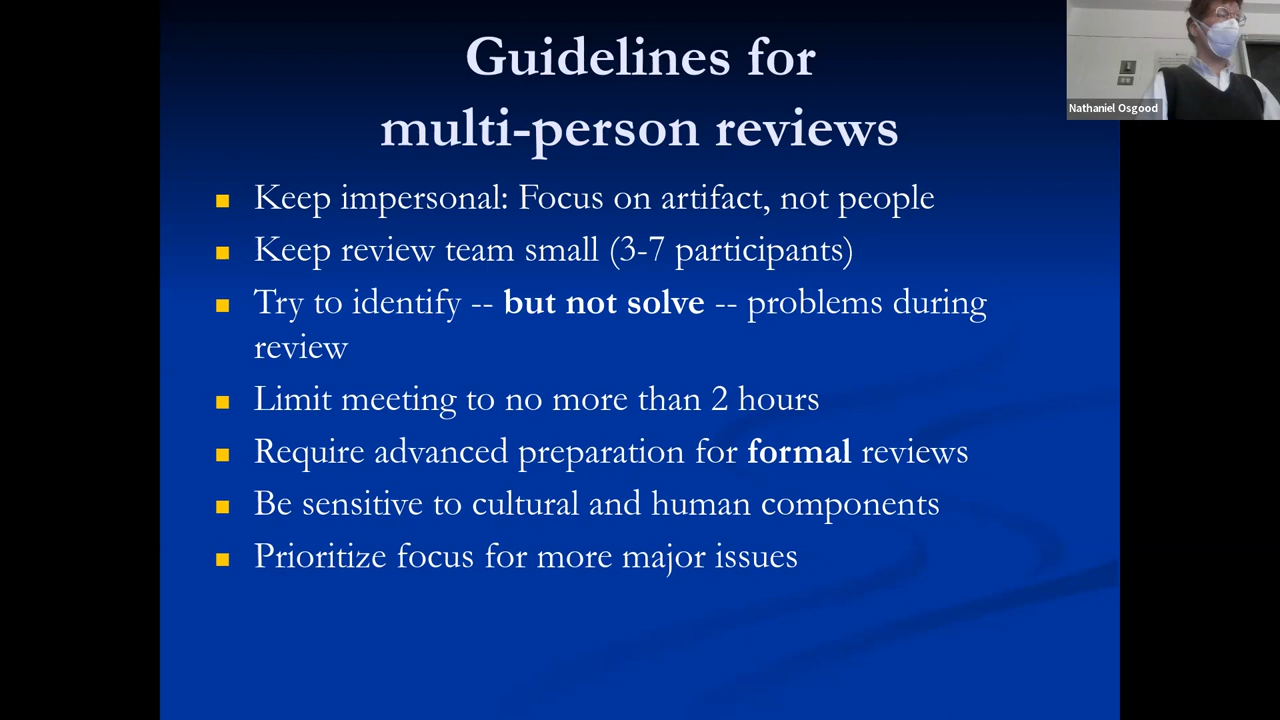 Guidelines for
multi-person reviews
Nathaniel Osgood
Keep impersonal: Focus on artifact, not people
Keep review team small (3-7 participants)
Try to identify -- but not solve -- problems during
review
Limit meeting to no more than 2 hours
Require advanced preparation for formal reviews
Be sensitive to cultural and human components
Prioritize focus for more major issues